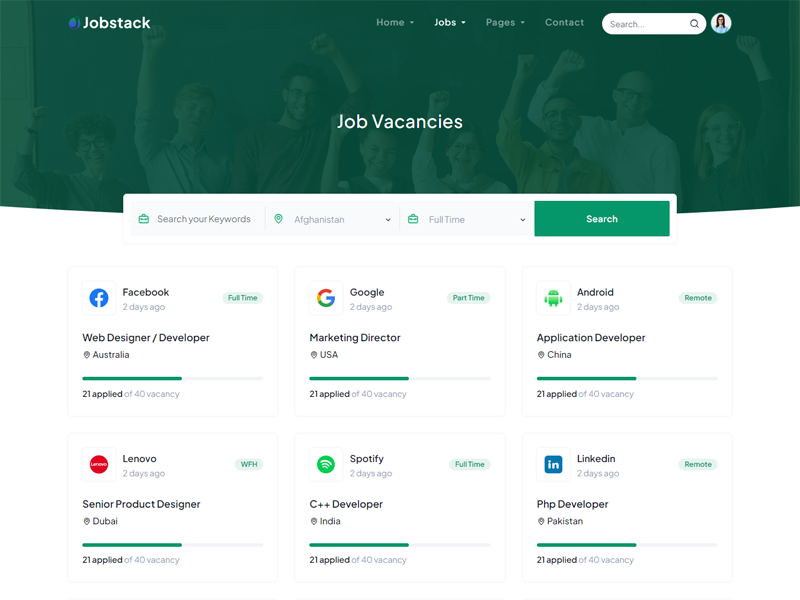 Jobstack
Home
Jobs
Pages
Contact
Search...
Job Vacancies
Search your Keywords
Afghanistan
Full Time
Search
Facebook
2 days ago
Full Time
Web Designer / Developer
Australia
21 applied of 40 vacancy
Google
2 days ago
Part Time
Marketing Director
USA
21 applied of 40 vacancy
Android
2 days ago
Remote
Application Developer
China
21 applied of 40 vacancy
Lenovo
Lenovo
2 days ago
WFH
Senior Product Designer
Dubai
21 applied of 40 vacancy
Spotify
2 days ago
Full Time
C++ Developer
India
21 applied of 40 vacancy
in
Linkedin
2 days ago
Remote
Php Developer
Pakistan
21 applied of 40 vacancy